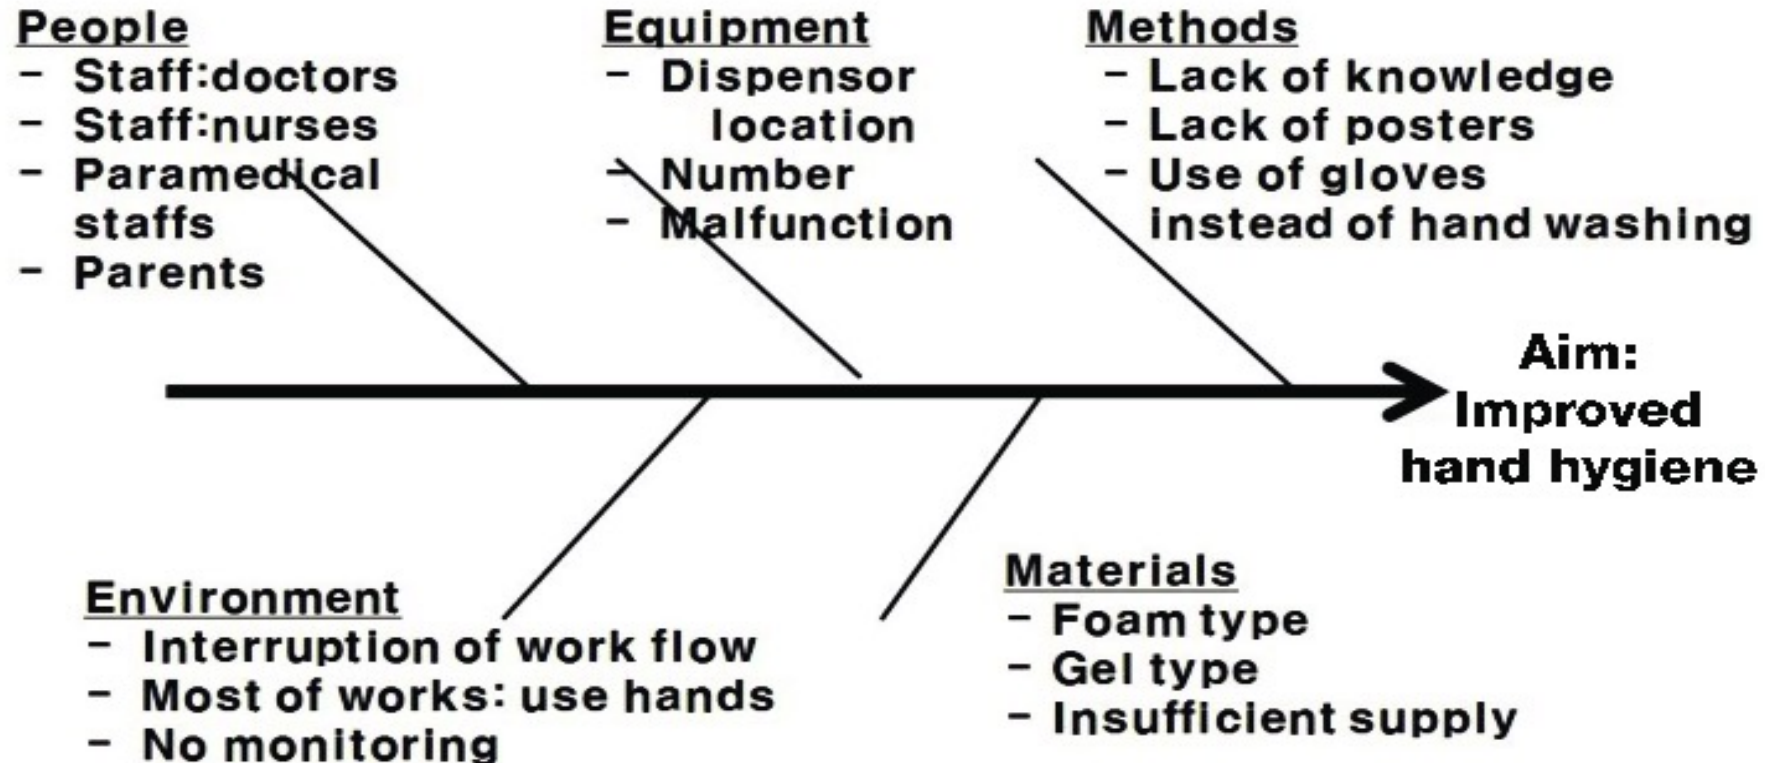 People
- Staff:doctors
- Staff:nurses
- Paramedical
staffs
- Parents
Equipment
- Dispensor
location
- Number
- Malfunction
Methods
- Lack of knowledge
- Lack of posters
- Use of gloves
instead of hand washing
Aim:
Improved
hand hygiene
Environment
- Interruption of work flow
- Most of works: use hands
- No monitoring
Materials
- Foam type
- Gel type
- Insufficient supply